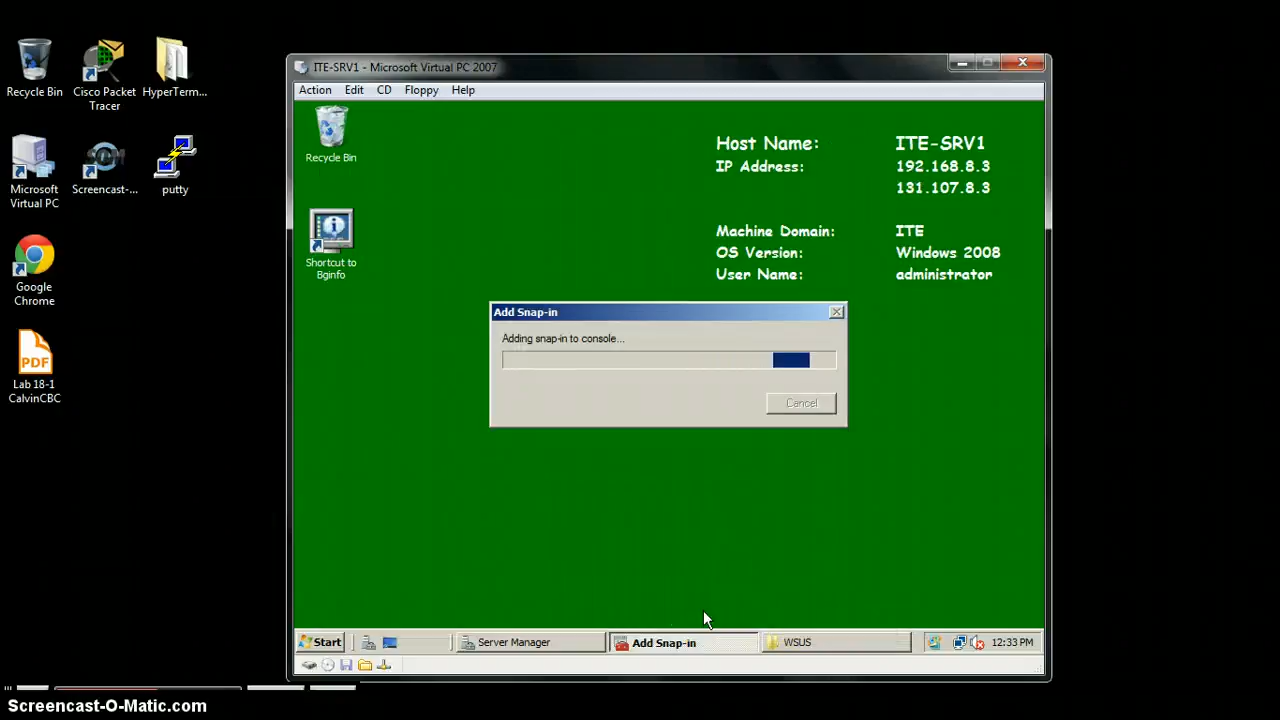 Recycle Bin
Cisco Packet
Tracer
HyperTerm...
Microsoft
Virtual PC
Screencast-...
putty
Google
Chrome
PDF
Lab 18-1
CalvinCBC
ITE-SRV1 - Microsoft Virtual PC 2007
Action Edit CD Floppy Help
Recycle Bin
Shortcut to
Bginfo
Host Name: ITE-SRV1
IP Address: 192.168.8.3
131.107.8.3
Machine Domain: ITE
OS Version: Windows 2008
User Name: administrator
Add Snap-in
Adding snap-in to console...
Cancel
Start Server Manager Add Snap-in WSUS 12:33 PM
Screencast-O-Matic.com